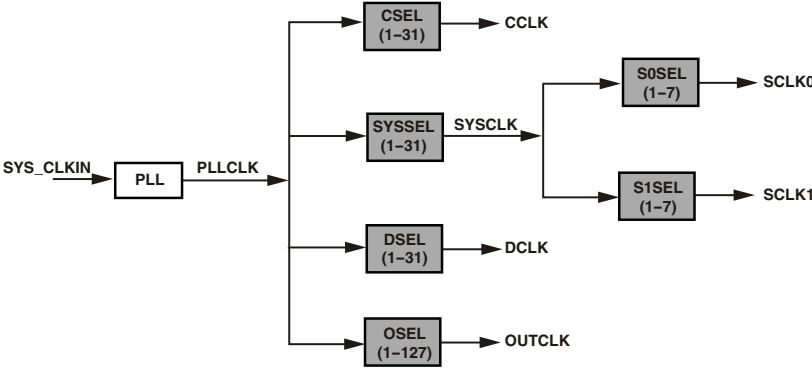 CSEL
(1–31)
CCLK
S0SEL
(1–7)
SCLK0
SYSSEL
(1–31)
SYSCLK
SYS_CLKIN
PLL
PLLCLK
S1SEL
(1–7)
SCLK1
DSEL
(1–31)
DCLK
OSEL
(1–127)
OUTCLK